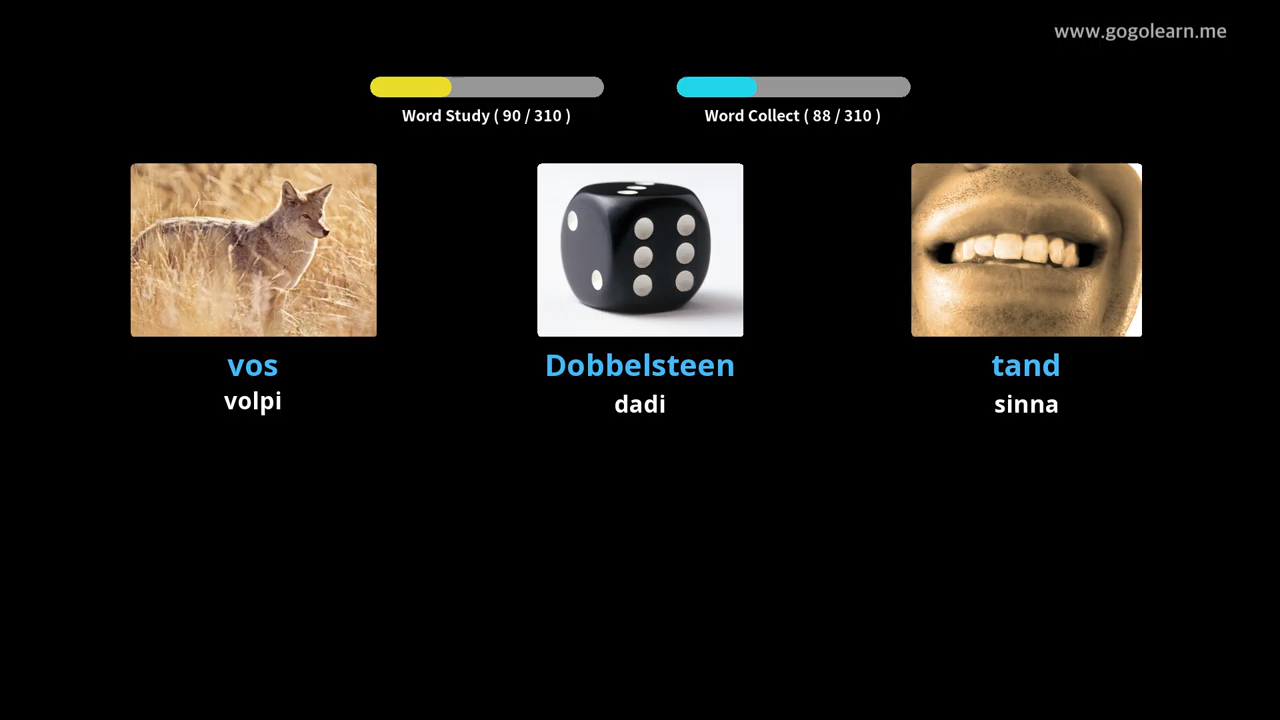 www.gogolearn.me
Word Study ( 90 / 310 )
Word Collect ( 88 / 310 )
vos
volpi
Dobbelsteen
dadi
tand
sinna